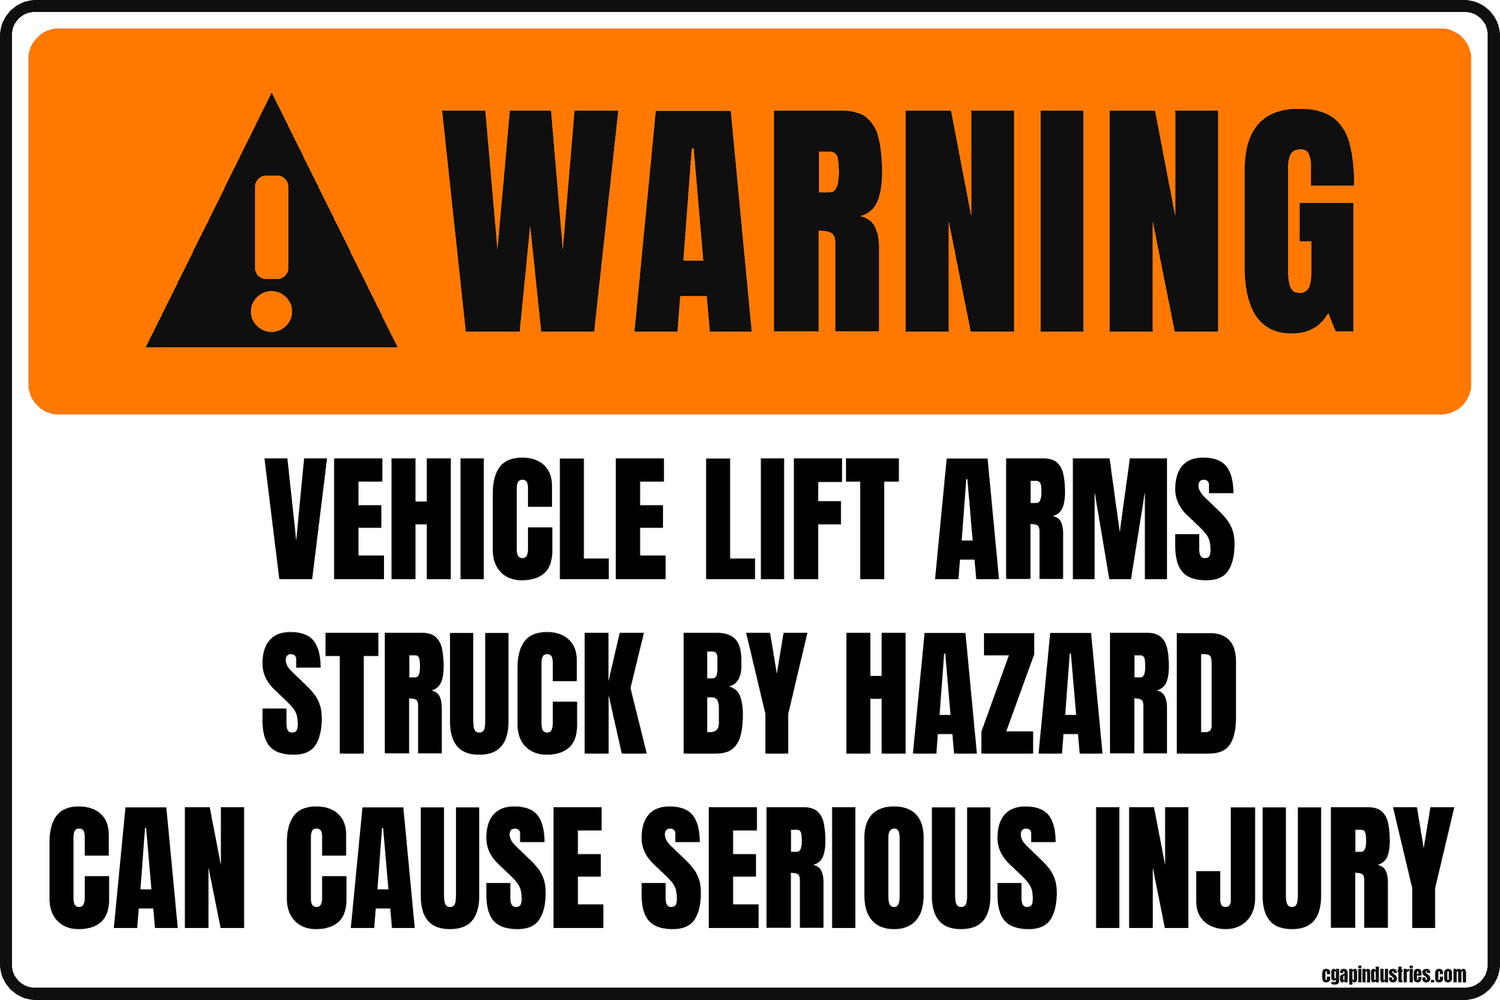 WARNING
VEHICLE LIFT ARMS
STRUCK BY HAZARD
CAN CAUSE SERIOUS INJURY
cgapindustries.com